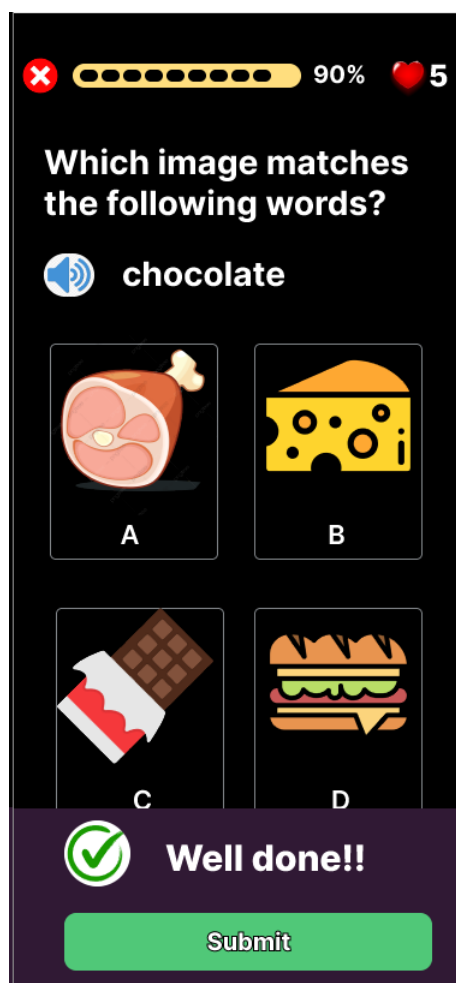 90%
5
Which image matches
the following words?
chocolate
A
B
C
D
Well done!!
Submit